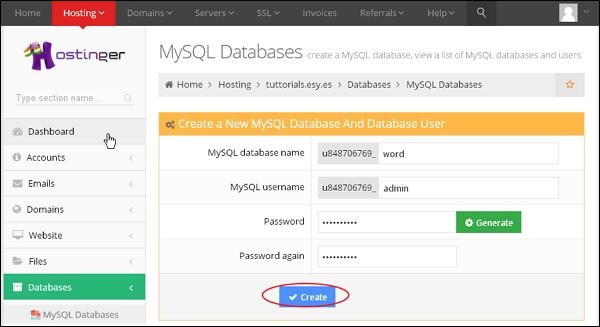 Home Hosting Domains Servers SSL Invoices Referrals Help
Hostinger
MySQL Databases create a MySQL database, view a list of MySQL databases and users
Type section name...
Home > Hosting > tuttorials.esy.es > Databases > MySQL Databases
Dashboard
Accounts
Emails
Domains
Website
Files
Databases
MySQL Databases
Create a New MySQL Database And Database User
MySQL database name u848706769_ word
MySQL username u848706769_ admin
Password •••••••••• Generate
Password again ••••••••••
Create